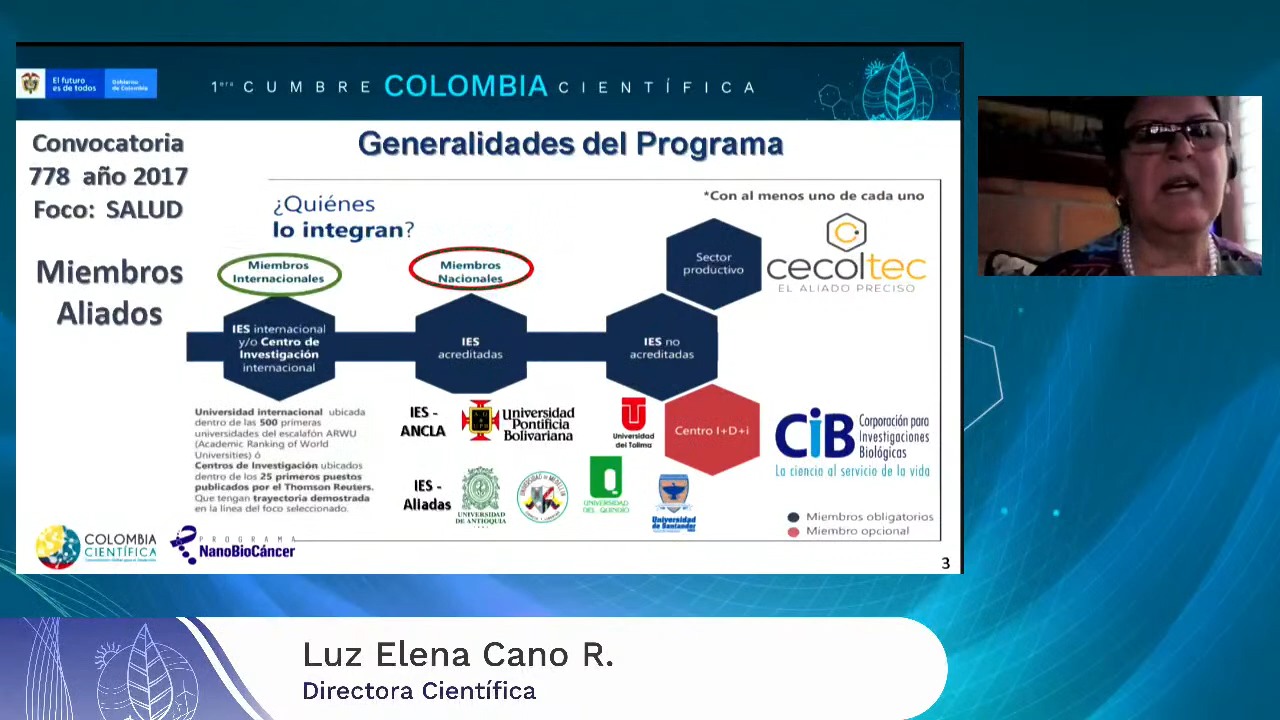 El futuro
es de todos
Gobierno
de Colombia
1era CUMBRE COLOMBIA CIENTÍFICA
Convocatoria
778 año 2017
Foco: SALUD
Miembros
Aliados
Generalidades del Programa
¿Quiénes
lo integran?
*Con al menos uno de cada uno
Miembros
Internacionales
Miembros
Nacionales
Sector
productivo
cecoltec
EL ALIADO PRECISO
IES internacional
y/o Centro de
Investigación
internacional
IES
acreditadas
IES no
acreditadas
Universidad internacional ubicada
dentro de las 500 primeras
universidades del escalafón ARWU
(Academic Ranking of World
Universities) ó
Centros de Investigación ubicados
dentro de los 25 primeros puestos
publicados por el Thomson Reuters.
Que tengan trayectoria demostrada
en la línea del foco seleccionado.
IES -
ANCLA
Universidad
Pontificia
Bolivariana
Universidad
del Tolima
Centro I+D+i
CIB
Corporación para
Investigaciones
Biológicas
La ciencia al servicio de la vida
IES -
Aliadas
UNIVERSIDAD
DE ANTIOQUIA
UNIVERSIDAD
DEL QUINDÍO
Universidad
de Santander
Miembros obligatorios
Miembro opcional
COLOMBIA
CIENTÍFICA
PROGRAMA
NanoBioCáncer
3
Luz Elena Cano R.
Directora Científica